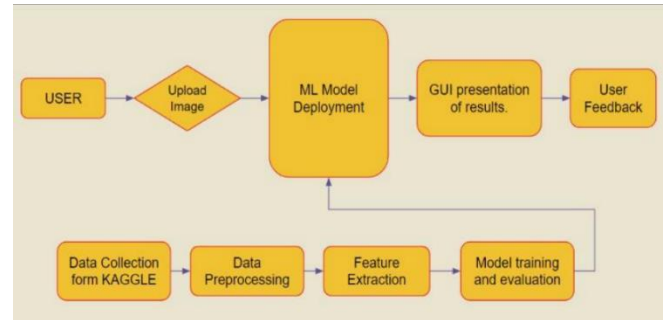 USER
Upload
Image
ML Model
Deployment
GUI presentation
of results.
User
Feedback
Data Collection
form KAGGLE
Data
Preprocessing
Feature
Extraction
Model training
and evaluation